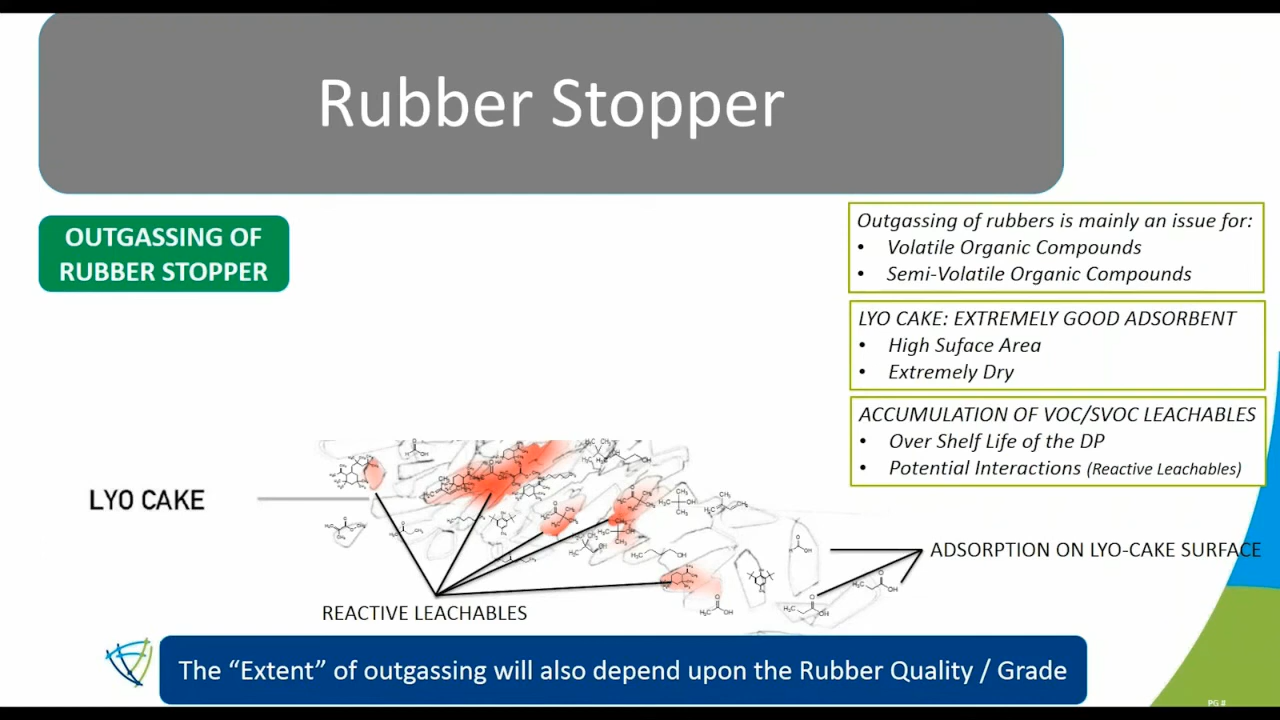 Rubber Stopper
OUTGASSING OF
RUBBER STOPPER
Outgassing of rubbers is mainly an issue for:
• Volatile Organic Compounds
• Semi-Volatile Organic Compounds
LYO CAKE: EXTREMELY GOOD ADSORBENT
• High Suface Area
• Extremely Dry
ACCUMULATION OF VOC/SVOC LEACHABLES
• Over Shelf Life of the DP
• Potential Interactions (Reactive Leachables)
LYO CAKE
ADSORPTION ON LYO-CAKE SURFACE
REACTIVE LEACHABLES
The “Extent” of outgassing will also depend upon the Rubber Quality / Grade
PG #